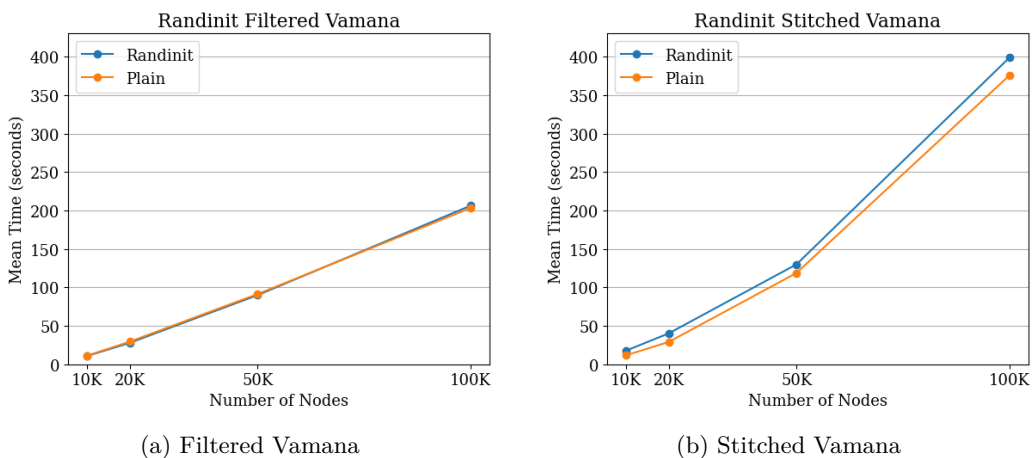 Randinit Filtered Vamana
Randinit
Plain
Mean Time (seconds)
400
350
300
250
200
150
100
50
0
10K 20K 50K 100K
Number of Nodes
(a) Filtered Vamana
Randinit Stitched Vamana
Randinit
Plain
Mean Time (seconds)
400
350
300
250
200
150
100
50
0
10K 20K 50K 100K
Number of Nodes
(b) Stitched Vamana